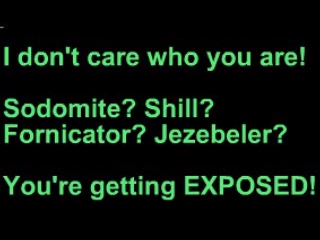 I don't care who you are!
Sodomite? Shill?
Fornicator? Jezebeler?
You're getting EXPOSED!